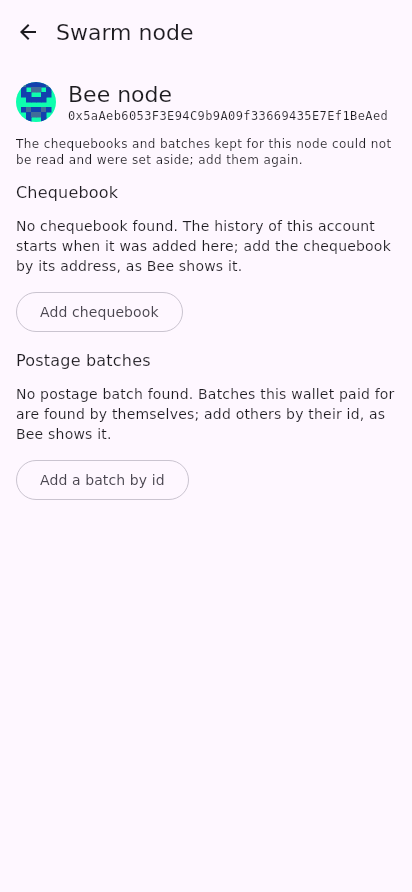 Swarm node
Bee node
0x5aAeb6053F3E94C9b9A09f33669435E7Ef1BeAed
The chequebooks and batches kept for this node could not
be read and were set aside; add them again.
Chequebook
No chequebook found. The history of this account
starts when it was added here; add the chequebook
by its address, as Bee shows it.
Add chequebook
Postage batches
No postage batch found. Batches this wallet paid for
are found by themselves; add others by their id, as
Bee shows it.
Add a batch by id